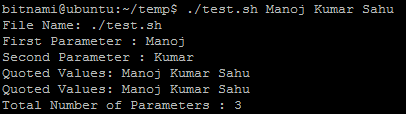 bitnami@ubuntu:~/temp$ ./test.sh Manoj Kumar Sahu
File Name: ./test.sh
First Parameter : Manoj
Second Parameter : Kumar
Quoted Values: Manoj Kumar Sahu
Quoted Values: Manoj Kumar Sahu
Total Number of Parameters : 3